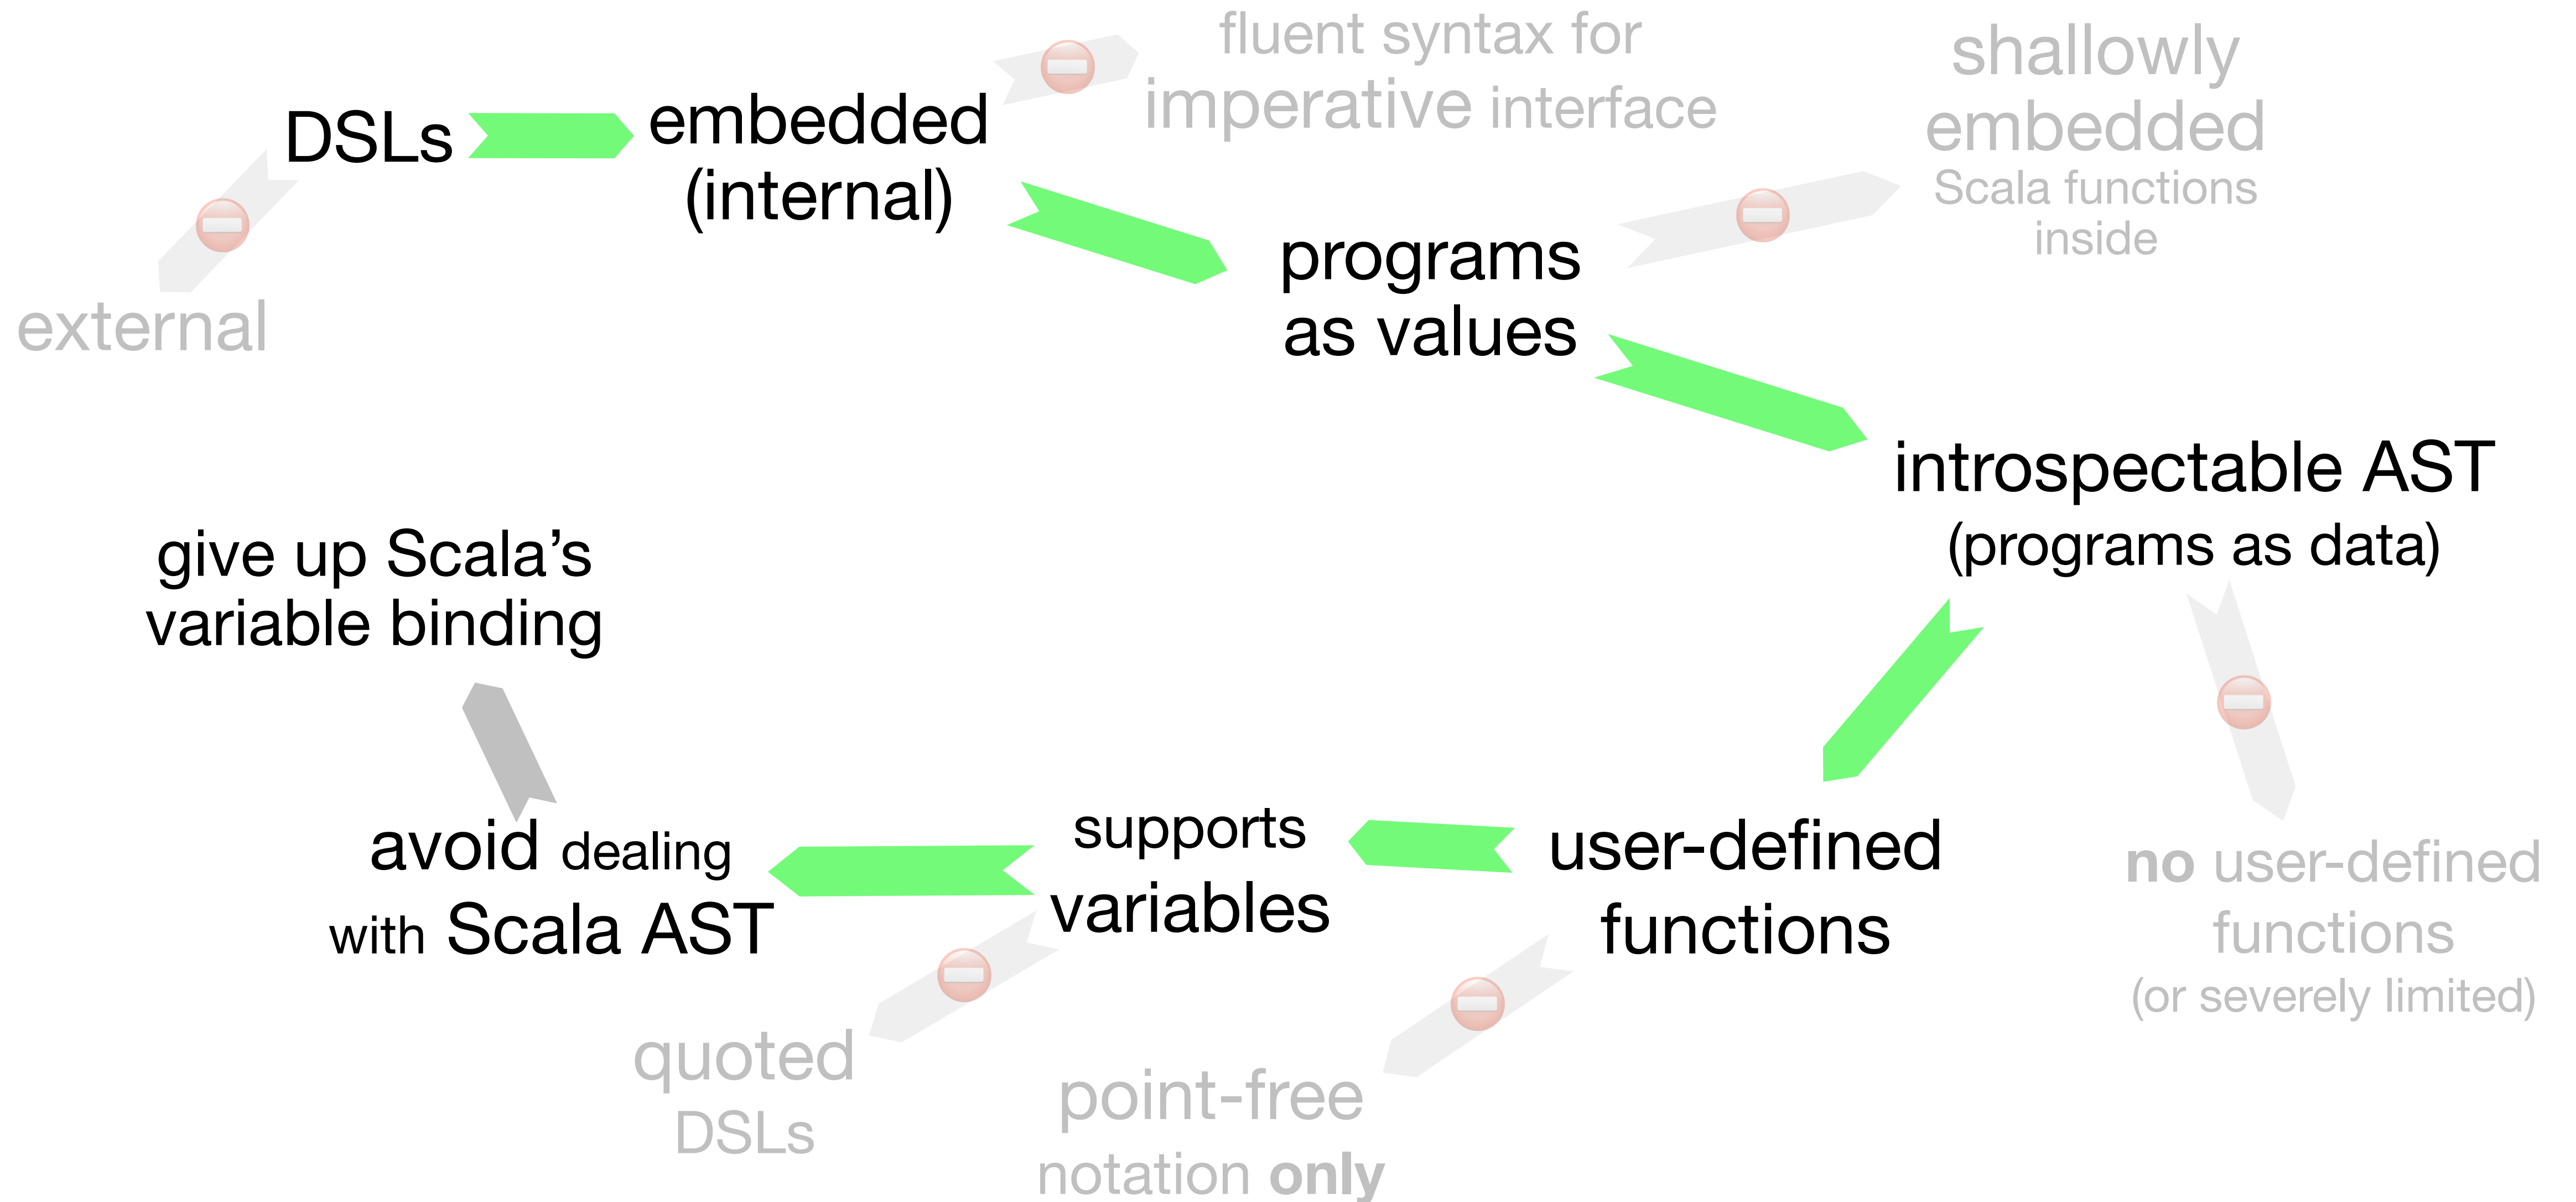 DSLs
embedded
(internal)
fluent syntax for
imperative interface
shallowly
embedded
Scala functions
inside
external
programs
as values
introspectable AST
(programs as data)
give up Scala’s
variable binding
avoid dealing
with Scala AST
supports
variables
user-defined
functions
no user-defined
functions
(or severely limited)
quoted
DSLs
point-free
notation only